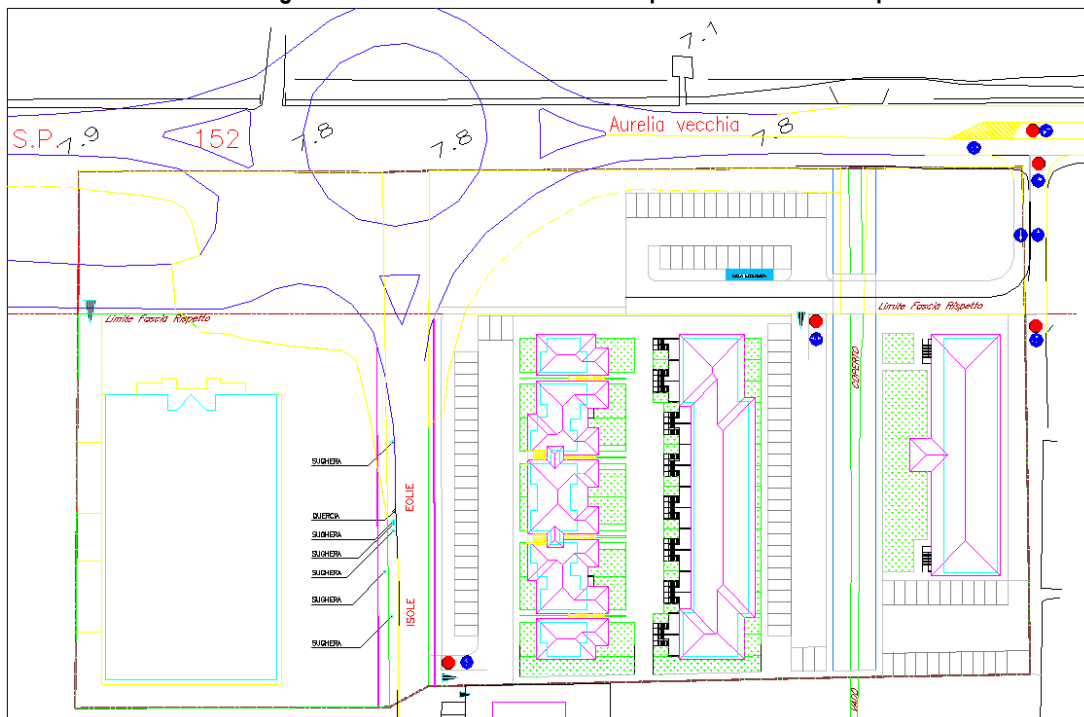 7.1
S.P.
7.9
152
7.8
7.8
Aurelia vecchia
7.8
Limite Fascia Rispetto
Limite Fascia Rispetto
COPERTO
SUGHERA
EOLIE
QUERCIA
SUGHERA
SUGHERA
SUGHERA
SUGHERA
ISOLE
SUGHERA
VADO